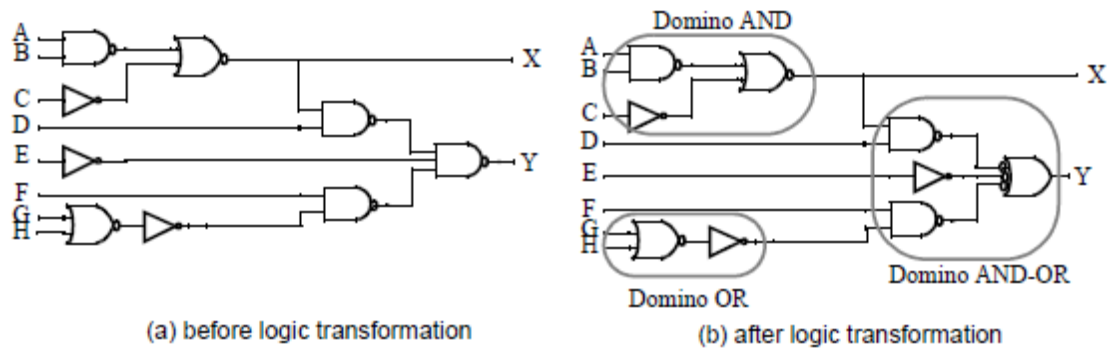 A
B
C
D
E
F
G
H
X
Y
(a) before logic transformation
Domino AND
A
B
C
D
E
F
G
H
X
Y
Domino AND-OR
Domino OR
(b) after logic transformation